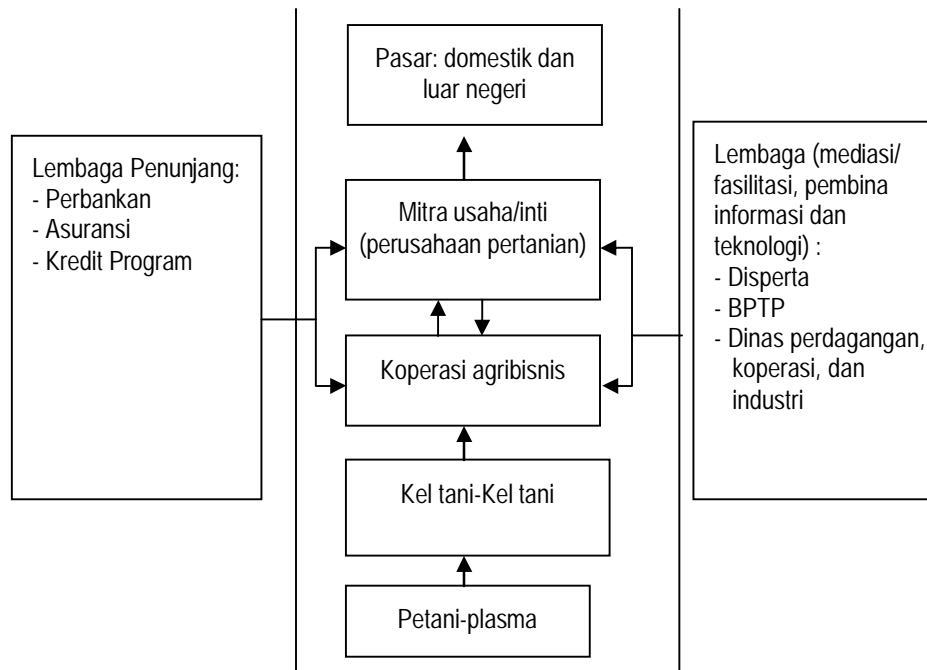 Pasar: domestik dan
luar negeri
Lembaga Penunjang:
- Perbankan
- Asuransi
- Kredit Program
Mitra usaha/inti
(perusahaan pertanian)
Lembaga (mediasi/
fasilitasi, pembina
informasi dan
teknologi) :
- Disperta
- BPTP
- Dinas perdagangan,
koperasi, dan
industri
Koperasi agribisnis
Kel tani-Kel tani
Petani-plasma